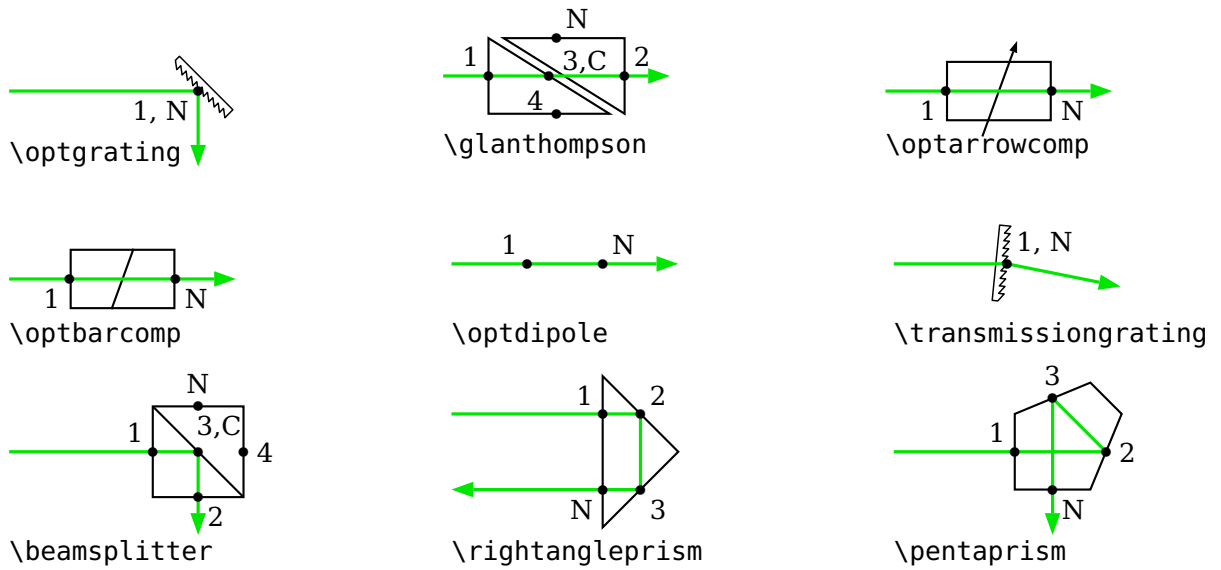 1, N
\optgrating
N
1
3,C
2
4
\glanthompson
1
N
\optarrowcomp
1
N
\optbarcomp
1
N
\optdipole
1, N
\transmissiongrating
N
1
3,C
4
2
\beamsplitter
1
2
N
3
\rightangleprism
3
1
2
N
\pentaprism